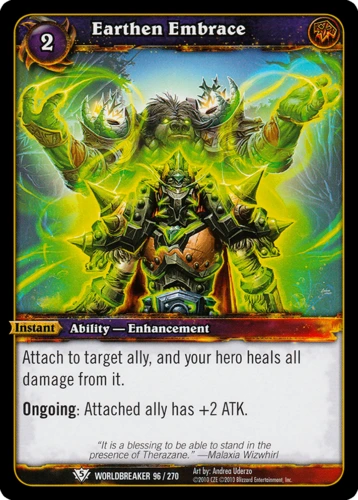 2
Earthen Embrace
Instant Ability — Enhancement
Attach to target ally, and your hero heals all
damage from it.
Ongoing: Attached ally has +2 ATK.
"It is a blessing to be able to stand in the
presence of Therazane." —Malaxia Wizwhirl
5 WORLDBREAKER 96 / 270
Art by: Andrea Uderzo
©2010 CZE ©2010 Blizzard Entertainment, Inc.